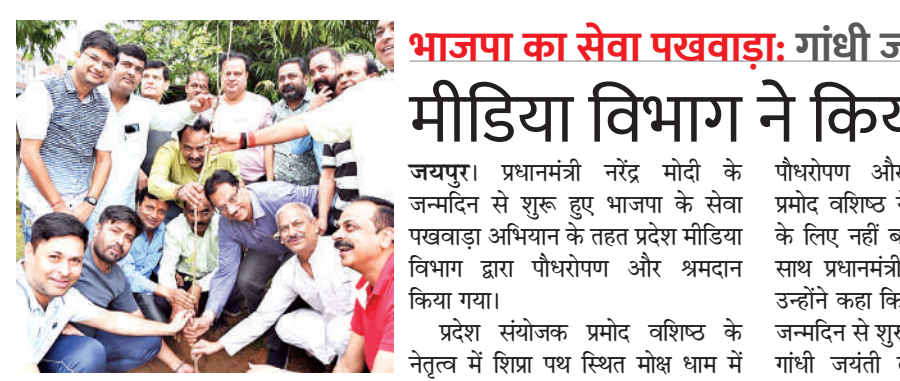 भाजपा का सेवा पखवाड़ा: गांधी
मीडिया विभाग ने
जयपुर। प्रधानमंत्री नरेंद्र मोदी के
जन्मदिन से शुरू हुए भाजपा के सेवा
पखवाड़ा अभियान के तहत प्रदेश मीडिया
विभाग द्वारा पौधरोपण और श्रमदान
किया गया।
प्रदेश संयोजक प्रमोद वशिष्ठ के
नेतृत्व में शिप्रा पथ स्थित मोक्ष धाम में
पौधरोपण और
प्रमोद वशिष्ठ
के लिए नहीं
साथ प्रधानमंत्री
उन्होंने कहा कि
जन्मदिन से शुरू
गांधी जयंती